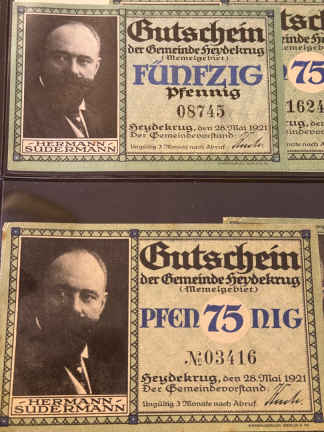 HERMANN
SUDERMANN
Gutschein
der Gemeinde Heydekrug
(Memelgebiet)
FÜNFZIG
Pfennig
08745
Heydekrug, den 28. Mai 1921
Der Gemeindevorstand:
Ungültig 3 Monate nach Abruf.
75
1624
HERMANN
SUDERMANN
Gutschein
der Gemeinde Heydekrug
(Memelgebiet)
PFEN 75 NIG
№ 03416
Heydekrug, den 28. Mai 1921
Der Gemeindevorstand:
Ungültig 3 Monate nach Abruf.